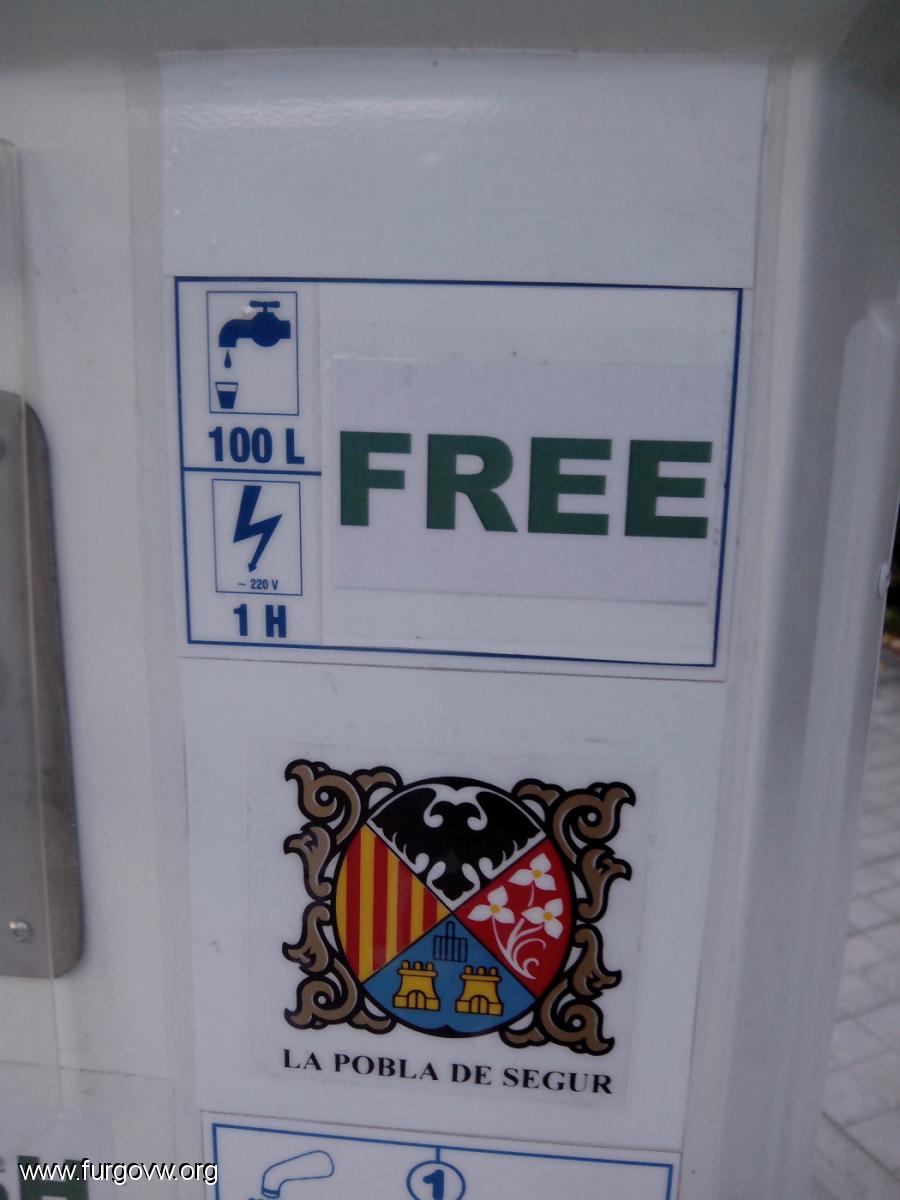 100 L
FREE
~ 220 V
1 H
LA POBLA DE SEGUR
1
www.furgovw.org